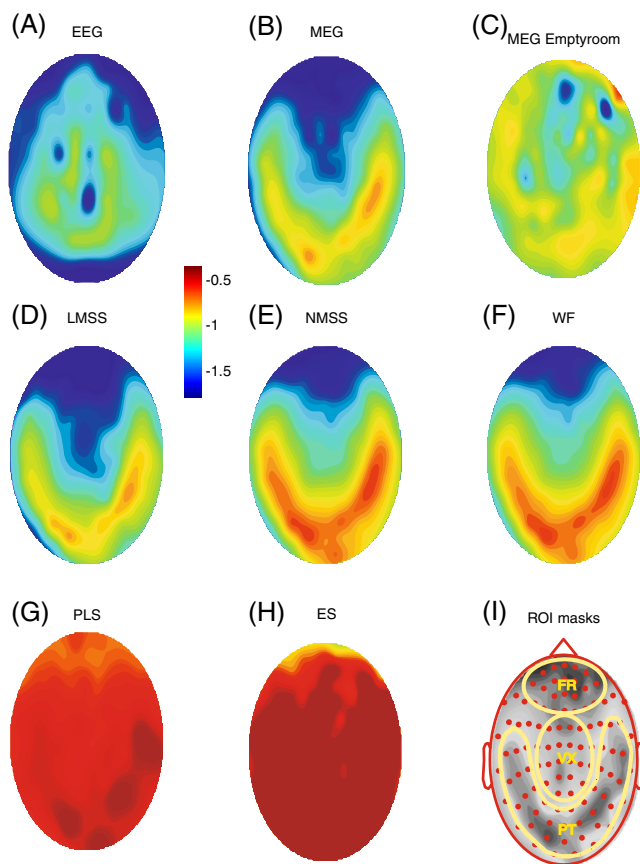 (A) EEG
(B) MEG
(C) MEG Emptyroom
-0.5
-1
-1.5
(D) LMSS
(E) NMSS
(F) WF
(G) PLS
(H) ES
(I) ROI masks
FR
VX
PT